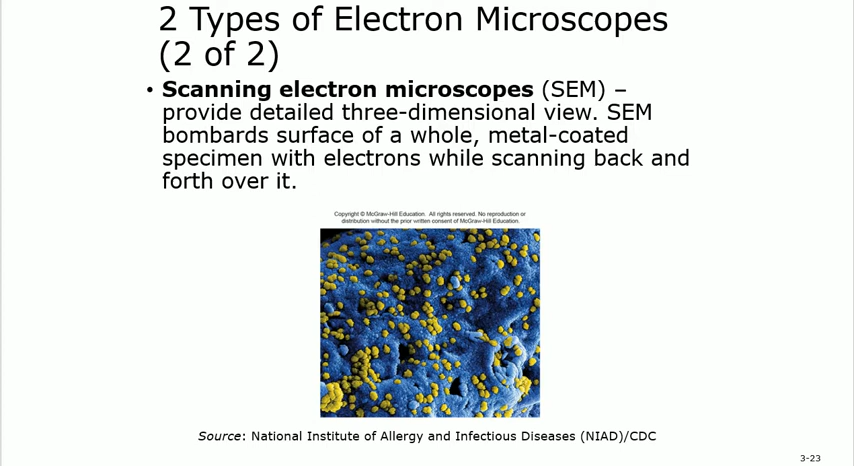 2 Types of Electron Microscopes
(2 of 2)
• Scanning electron microscopes (SEM) –
provide detailed three-dimensional view. SEM
bombards surface of a whole, metal-coated
specimen with electrons while scanning back and
forth over it.
Copyright © McGraw-Hill Education. All rights reserved. No reproduction or
distribution without the prior written consent of McGraw-Hill Education.
Source: National Institute of Allergy and Infectious Diseases (NIAD)/CDC
3-23